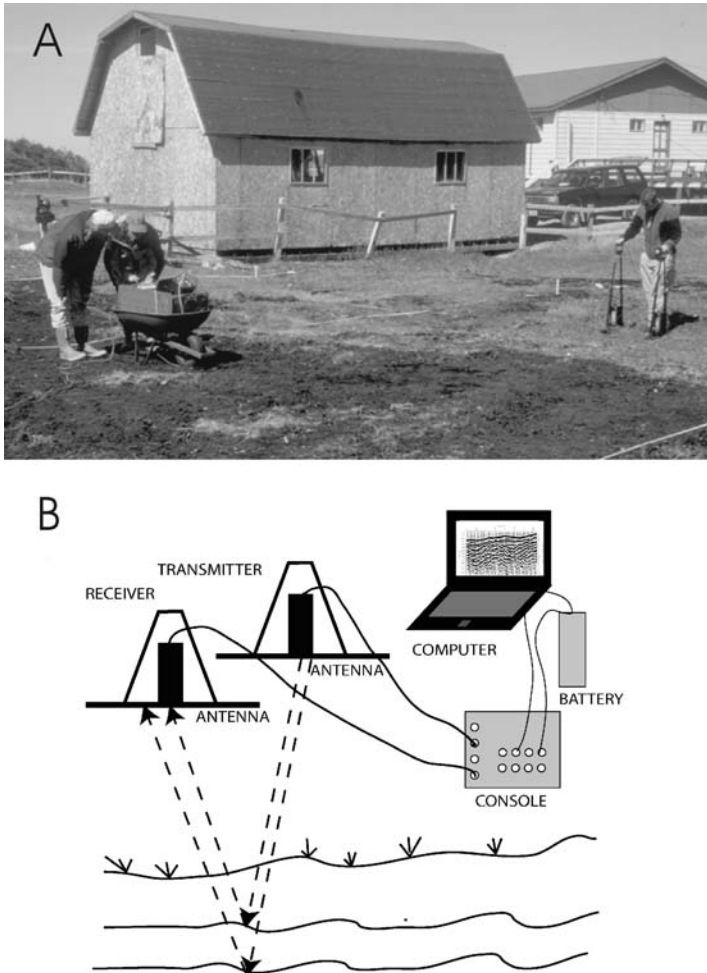 A
B
TRANSMITTER
RECEIVER
COMPUTER
ANTENNA
BATTERY
ANTENNA
CONSOLE